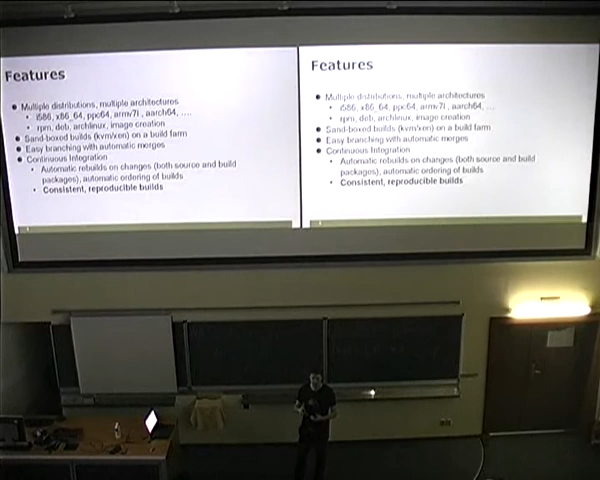 Features
● Multiple distributions, multiple architectures
• i586, x86_64, ppc64, armv7l , aarch64, ....
• rpm, deb, archlinux, image creation
● Sand-boxed builds (kvm/xen) on a build farm
● Easy branching with automatic merges
● Continuous Integration
• Automatic rebuilds on changes (both source and build
packages), automatic ordering of builds
• Consistent, reproducible builds
Features
● Multiple distributions, multiple architectures
• i586, x86_64, ppc64, armv7l , aarch64, ...
• rpm, deb, archlinux, image creation
● Sand-boxed builds (kvm/xen) on a build farm
● Easy branching with automatic merges
● Continuous Integration
• Automatic rebuilds on changes (both source and build
packages), automatic ordering of builds
• Consistent, reproducible builds